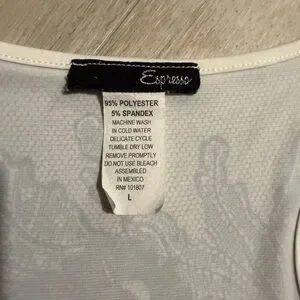 Espresso
95% POLYESTER
5% SPANDEX
MACHINE WASH
IN COLD WATER
DELICATE CYCLE
TUMBLE DRY LOW
REMOVE PROMPTLY
DO NOT USE BLEACH
ASSEMBLED
IN MEXICO
RN# 101807
L